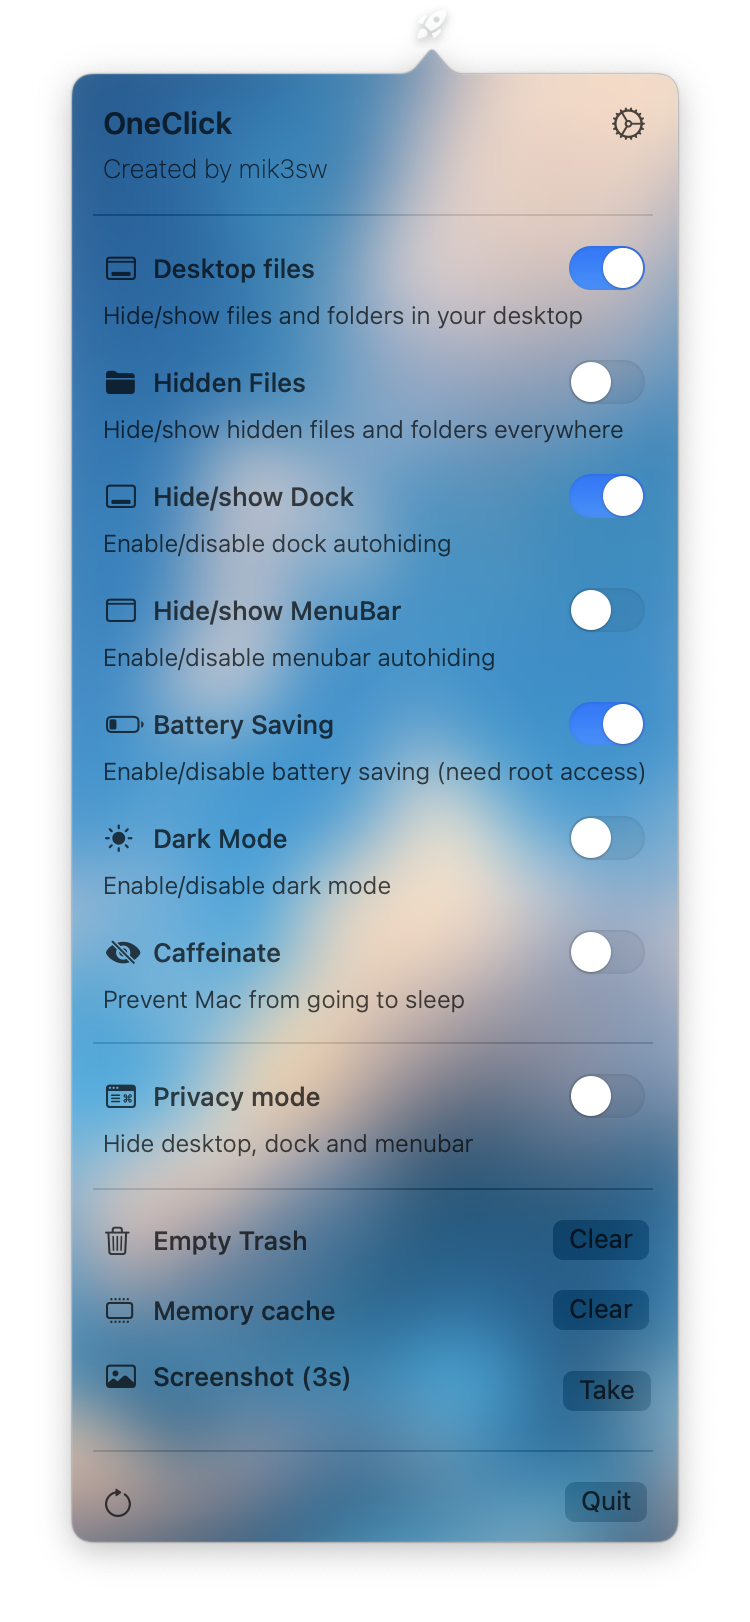 OneClick
Created by mik3sw
Desktop files
Hide/show files and folders in your desktop
Hidden Files
Hide/show hidden files and folders everywhere
Hide/show Dock
Enable/disable dock autohiding
Hide/show MenuBar
Enable/disable menubar autohiding
Battery Saving
Enable/disable battery saving (need root access)
Dark Mode
Enable/disable dark mode
Caffeinate
Prevent Mac from going to sleep
Privacy mode
Hide desktop, dock and menubar
Empty Trash Clear
Memory cache Clear
Screenshot (3s) Take
Quit